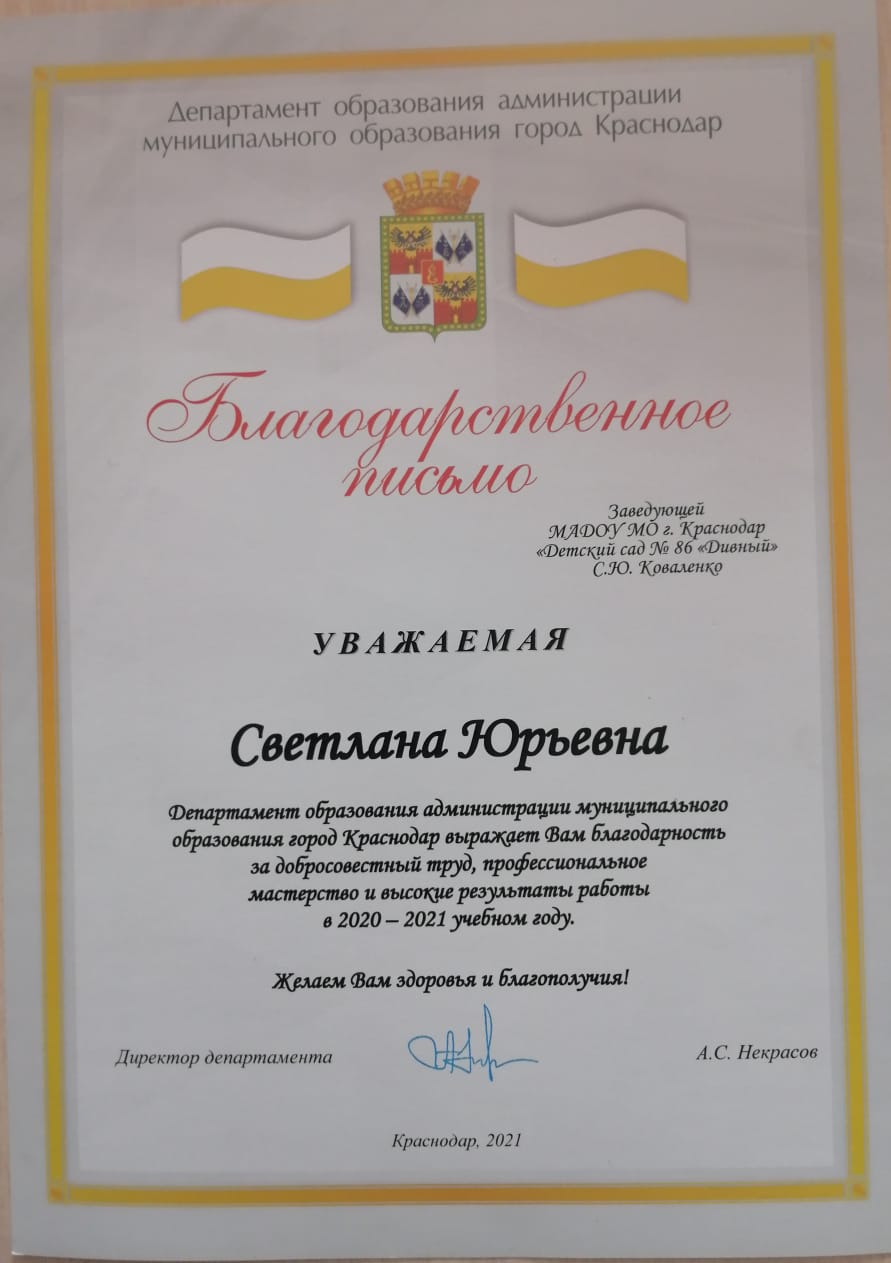 Департамент образования администрации
муниципального образования город Краснодар
Благодарственное
письмо
Заведующей
МАДОУ МО г. Краснодар
«Детский сад № 86 «Дивный»
С.Ю. Коваленко
УВАЖАЕМАЯ
Светлана Юрьевна
Департамент образования администрации муниципального
образования город Краснодар выражает Вам благодарность
за добросовестный труд, профессиональное
мастерство и высокие результаты работы
в 2020 – 2021 учебном году.
Желаем Вам здоровья и благополучия!
Директор департамента
А.С. Некрасов
Краснодар, 2021